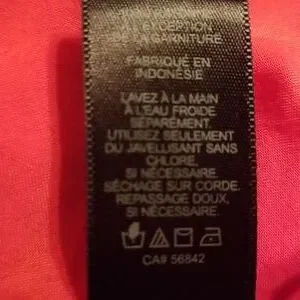 L'EXCEPTION
DE LA GARNITURE
FABRIQUÉ EN
INDONÉSIE
LAVEZ À LA MAIN
À L'EAU FROIDE
SÉPARÉMENT.
UTILISEZ SEULEMENT
DU JAVELLISANT SANS
CHLORE,
SI NÉCESSAIRE.
SÉCHAGE SUR CORDE.
REPASSAGE DOUX,
SI NÉCESSAIRE.
CA# 56842